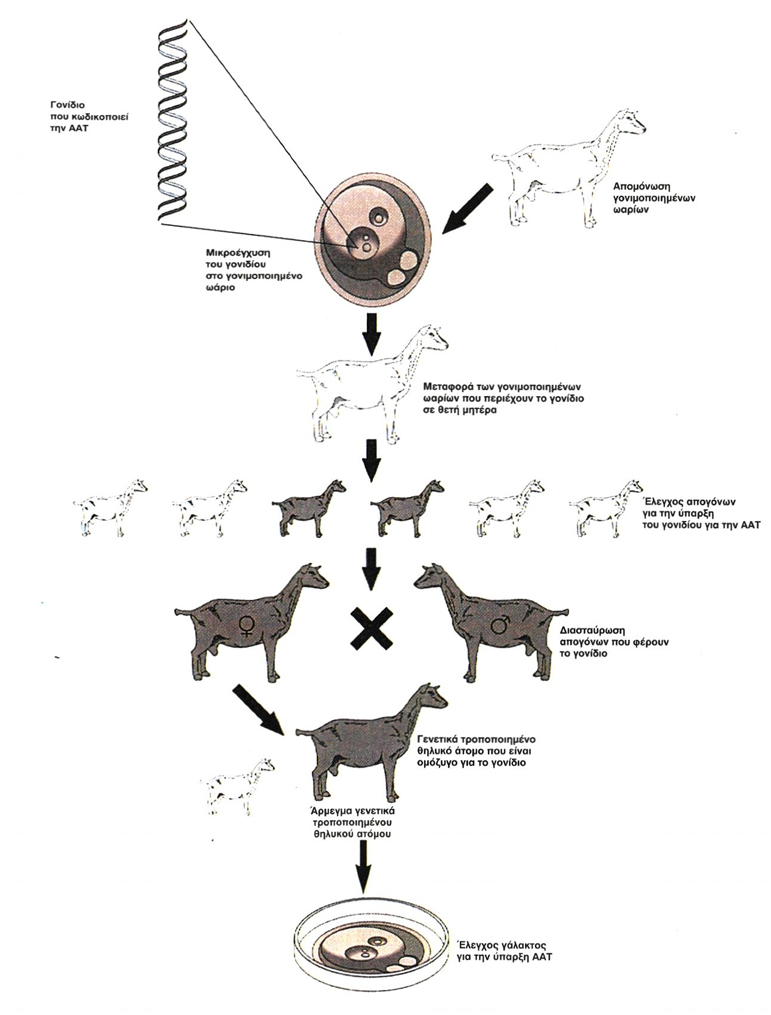 Γονίδιο
που κωδικοποιεί
την ΑΑΤ
Απομόνωση
γονιμοποιημένων
ωαρίων
Μικροέγχυση
του γονιδίου
στο γονιμοποιημένο
ωάριο
Μεταφορά των γονιμοποιημένων
ωαρίων που περιέχουν το γονίδιο
σε θετή μητέρα
Έλεγχος απογόνων
για την ύπαρξη
του γονιδίου για την ΑΑΤ
♀
♂
Διασταύρωση
απογόνων που φέρουν
το γονίδιο
Γενετικά τροποποιημένο
θηλυκό άτομο που είναι
ομόζυγο για το γονίδιο
Άρμεγμα γενετικά
τροποποιημένου
θηλυκού ατόμου
Έλεγχος γάλακτος
για την ύπαρξη ΑΑΤ